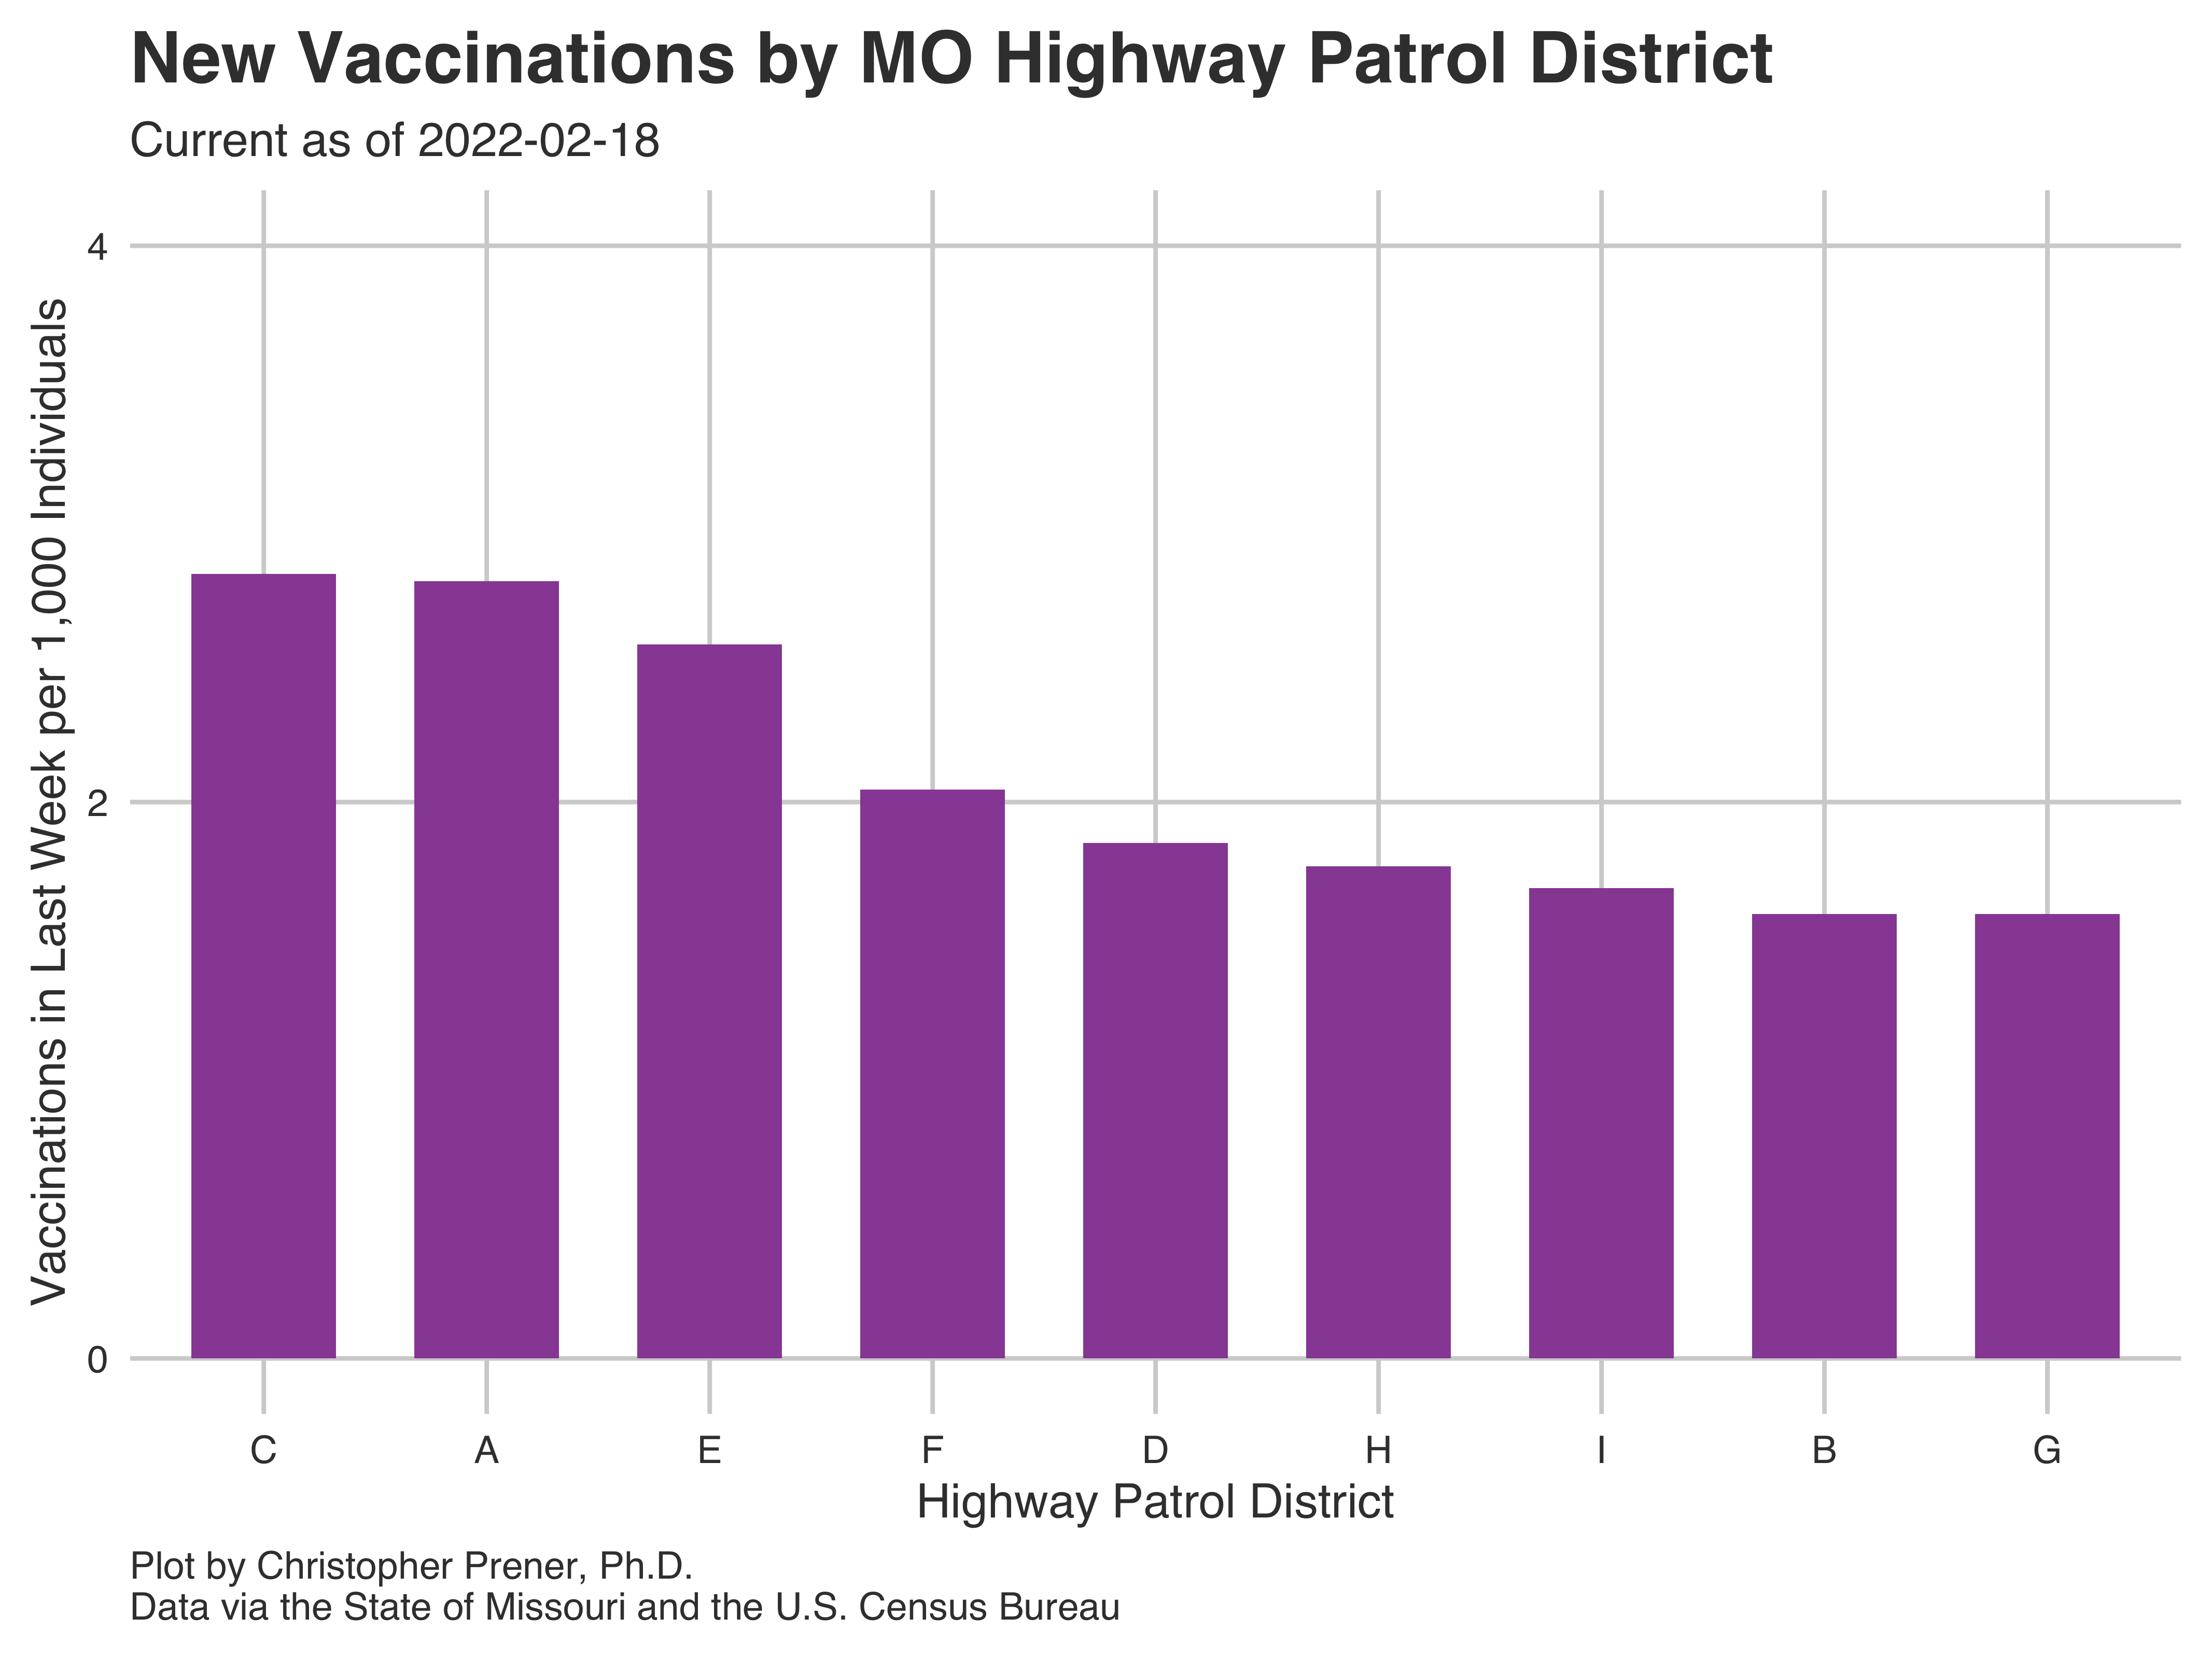 New Vaccinations by MO Highway Patrol District
Current as of 2022-02-18
Vaccinations in Last Week per 1,000 Individuals
4
2
0
C A E F D H I B G
Highway Patrol District
Plot by Christopher Prener, Ph.D.
Data via the State of Missouri and the U.S. Census Bureau